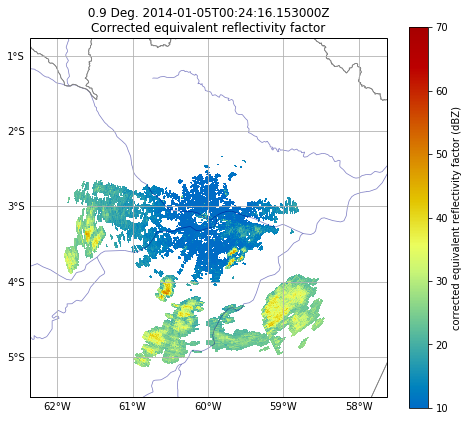 0.9 Deg. 2014-01-05T00:24:16.153000Z
Corrected equivalent reflectivity factor
1°S
2°S
3°S
4°S
5°S
62°W
61°W
60°W
59°W
58°W
70
60
50
40
30
20
10
corrected equivalent reflectivity factor (dBZ)